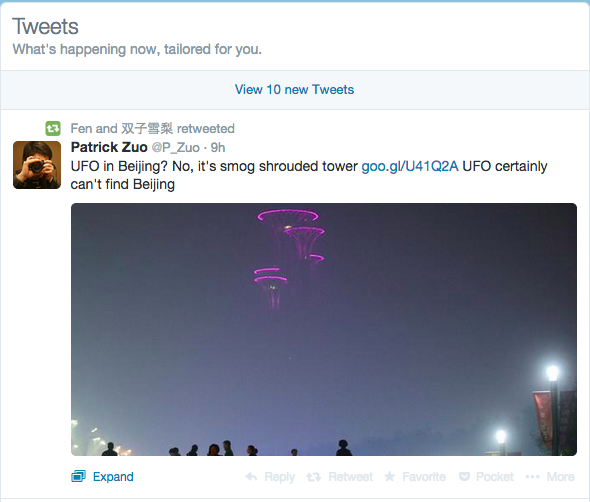 Tweets
What's happening now, tailored for you.
View 10 new Tweets
Fen and 双子雪梨 retweeted
Patrick Zuo @P_Zuo · 9h
UFO in Beijing? No, it's smog shrouded tower goo.gl/U41Q2A UFO certainly
can't find Beijing
Expand Reply Retweet Favorite Pocket More